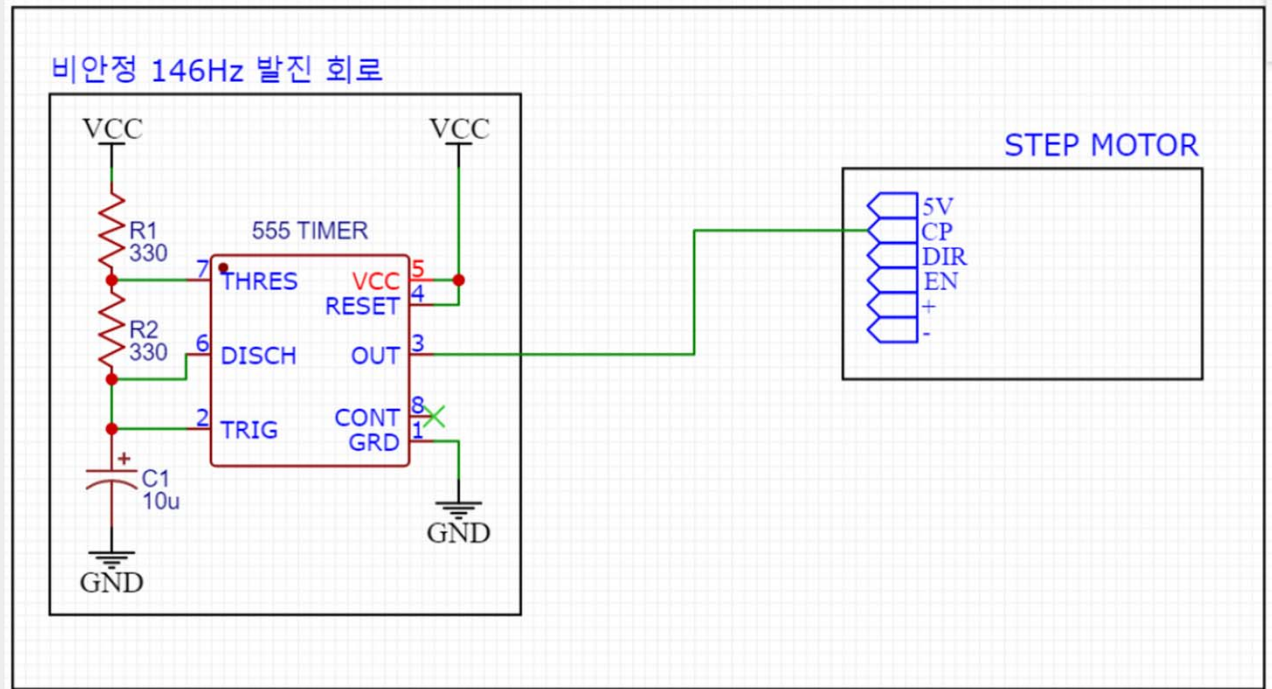 비안정 146Hz 발진 회로
VCC
VCC
STEP MOTOR
R1
330
555 TIMER
5V
CP
DIR
EN
+
-
7
THRES
VCC
5
RESET
4
R2
330
6
DISCH
OUT
3
2
TRIG
CONT
8
GRD
1
+
C1
10u
GND
GND